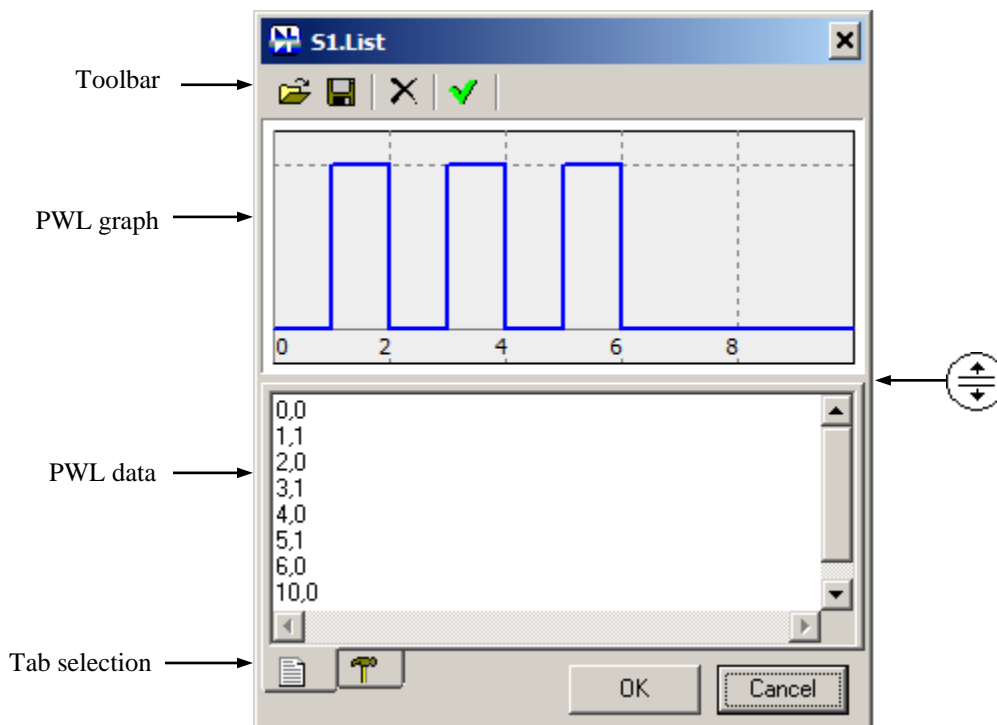 S1.List
Toolbar
PWL graph
0 2 4 6 8
PWL data
0,0
1,1
2,0
3,1
4,0
5,1
6,0
10,0
Tab selection
OK Cancel